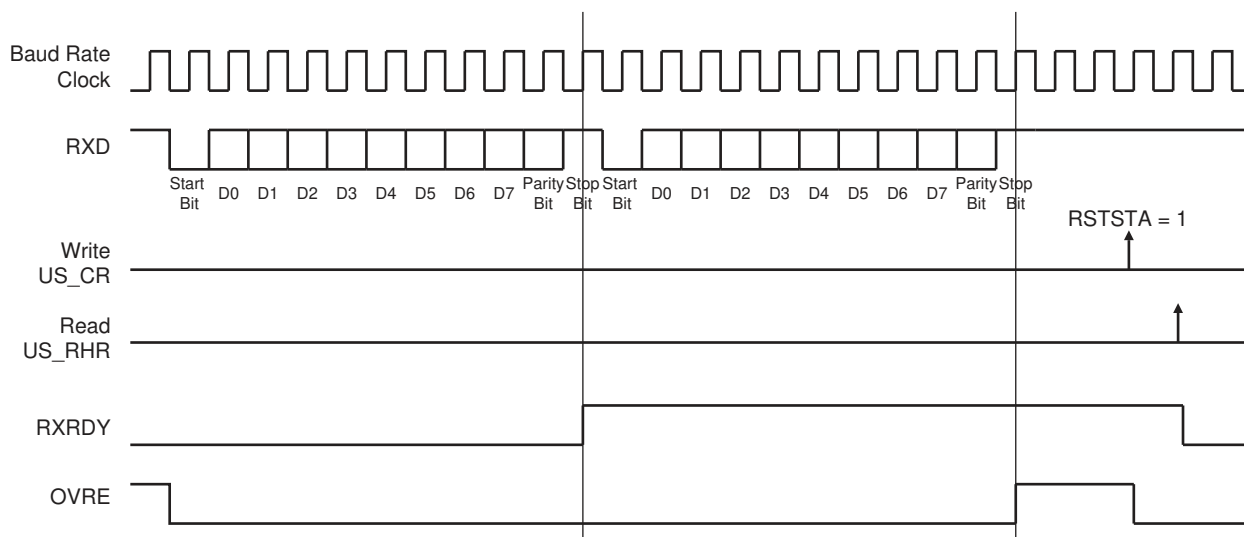 Baud Rate
Clock
RXD
Start
Bit
D0
D1
D2
D3
D4
D5
D6
D7
Parity
Bit
Stop
Bit
Start
Bit
D0
D1
D2
D3
D4
D5
D6
D7
Parity
Bit
Stop
Bit
RSTSTA = 1
Write
US_CR
Read
US_RHR
RXRDY
OVRE